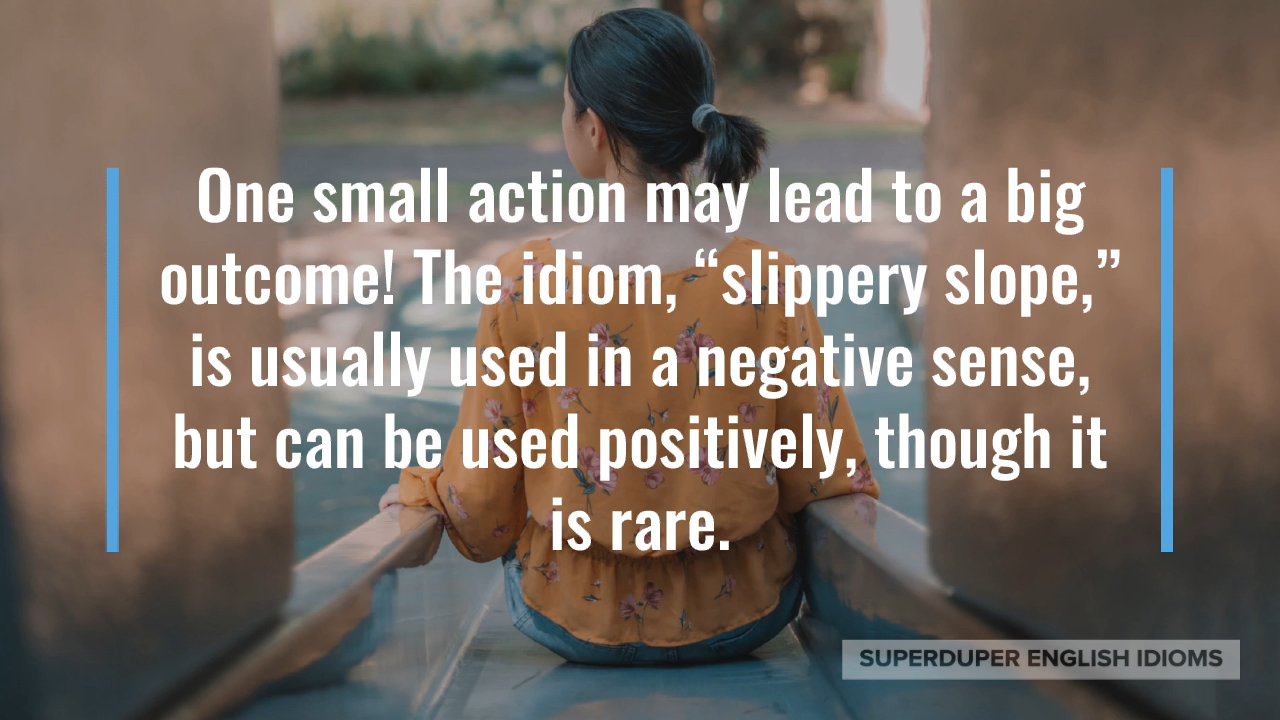 One small action may lead to a big
outcome! The idiom, “slippery slope,”
is usually used in a negative sense,
but can be used positively, though it
is rare.
SUPERDUPER ENGLISH IDIOMS